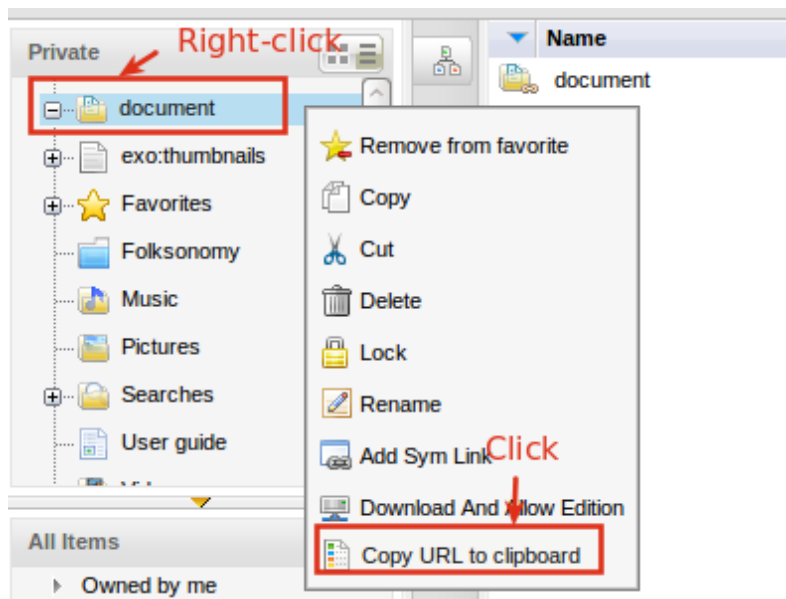 Private
Right-click
document
exo:thumbnails
Favorites
Folksonomy
Music
Pictures
Searches
User guide
All Items
Owned by me
Name
document
Remove from favorite
Copy
Cut
Delete
Lock
Rename
Add Sym Link
Click
Download And Allow Edition
Copy URL to clipboard